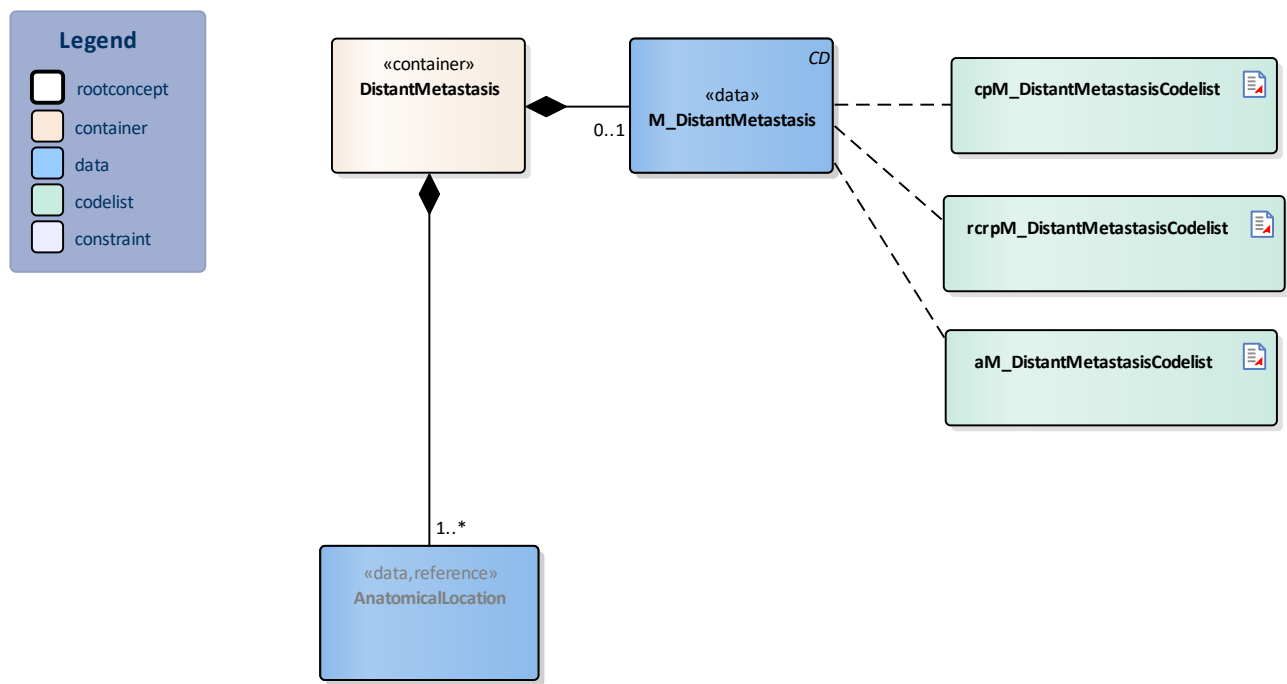 Legend
rootconcept
container
data
codelist
constraint
«container»
DistantMetastasis
0..1
CD
«data»
M_DistantMetastasis
cpM_DistantMetastasisCodelist
rcrpM_DistantMetastasisCodelist
aM_DistantMetastasisCodelist
1..*
«data,reference»
AnatomicalLocation